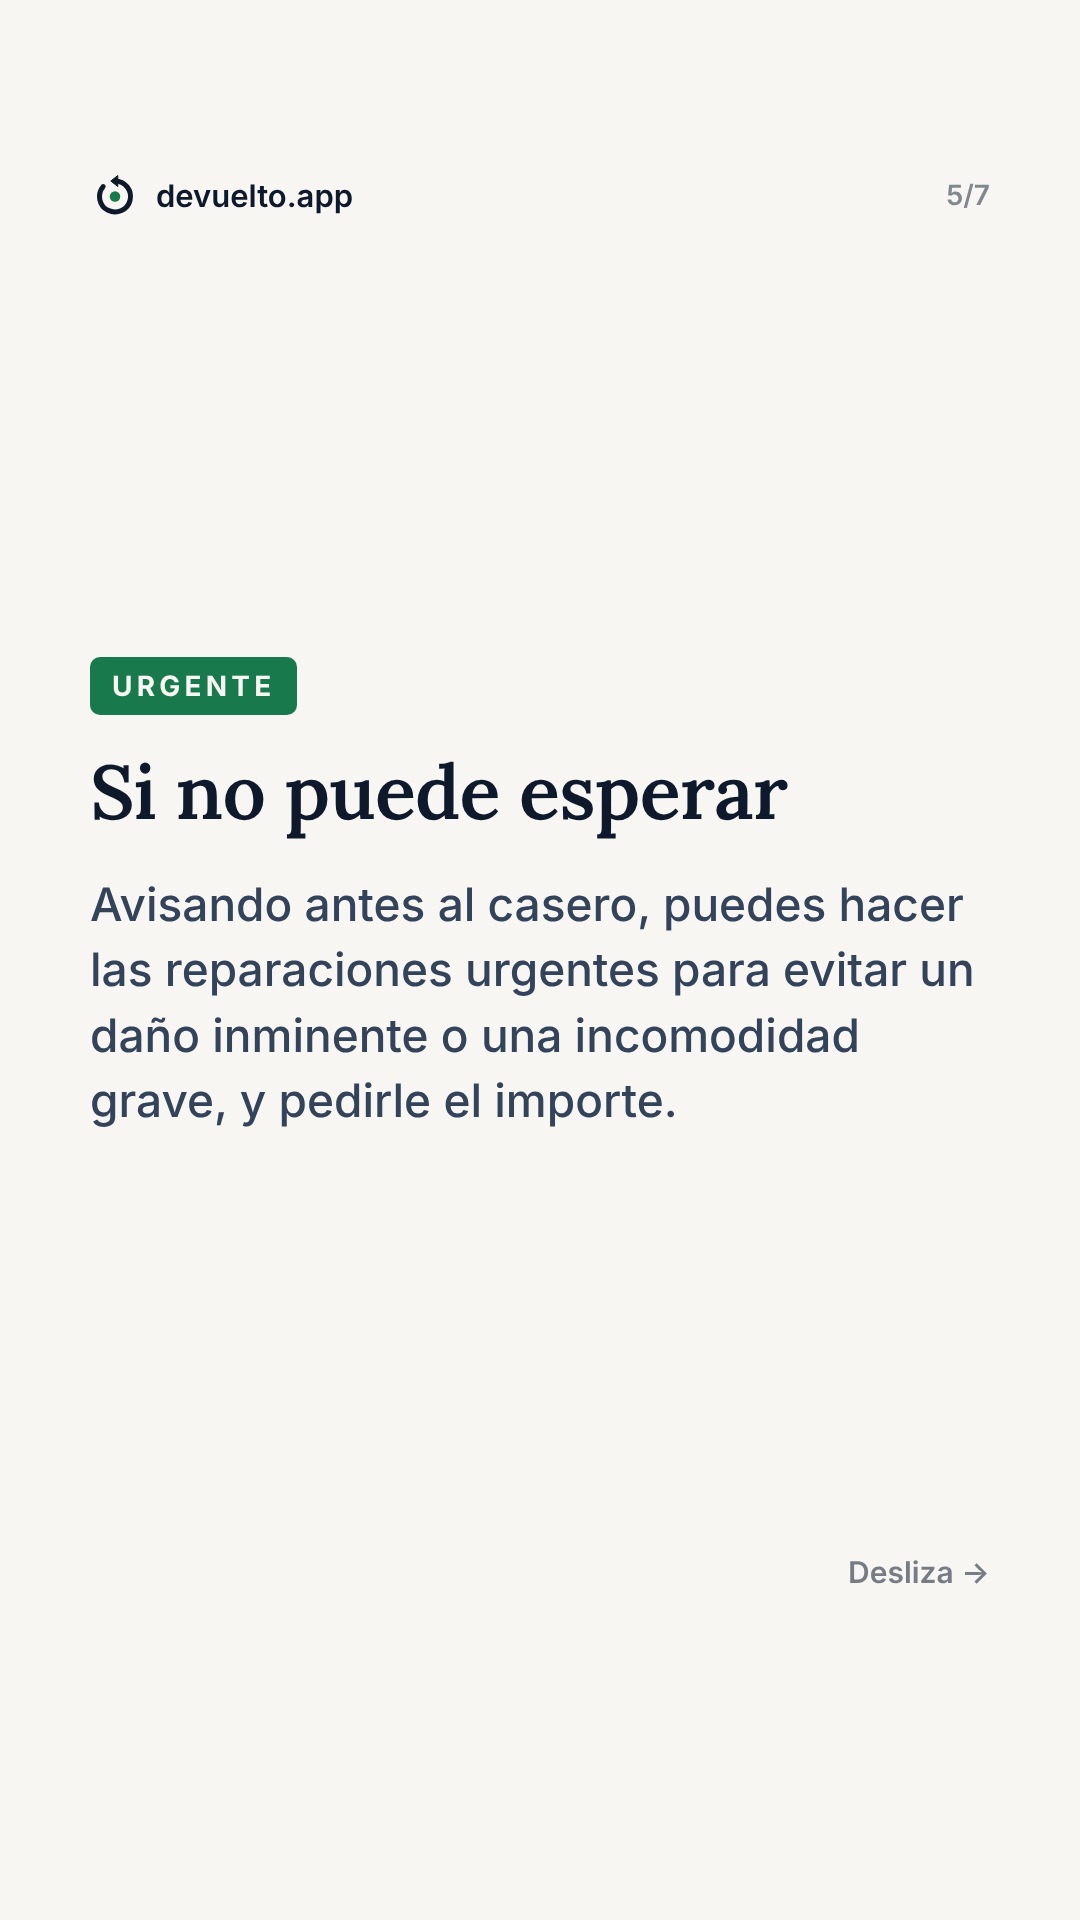 devuelto.app
5/7
URGENTE
Si no puede esperar
Avisando antes al casero, puedes hacer
las reparaciones urgentes para evitar un
daño inminente o una incomodidad
grave, y pedirle el importe.
Desliza →